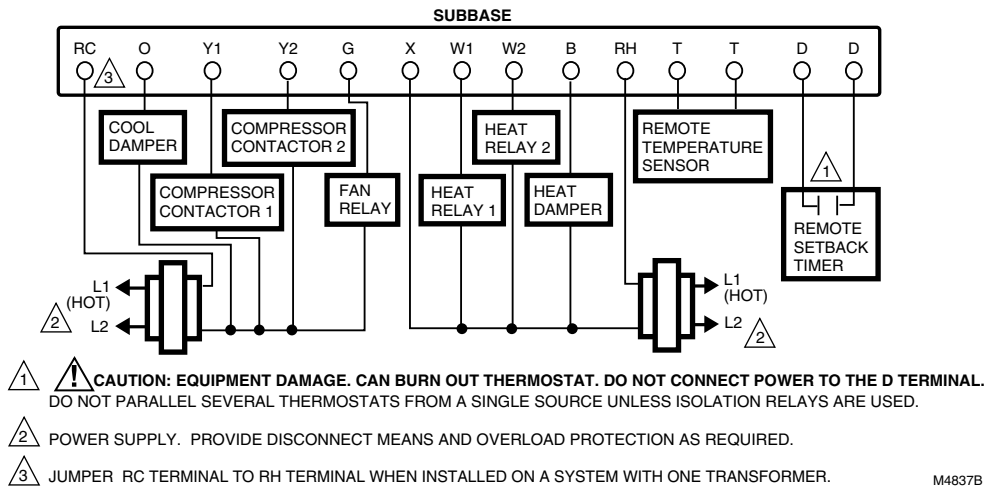 SUBBASE
RC O Y1 Y2 G X W1 W2 B RH T T D D
3
COOL
DAMPER
COMPRESSOR
CONTACTOR 2
HEAT
RELAY 2
REMOTE
TEMPERATURE
SENSOR
1
COMPRESSOR
CONTACTOR 1
FAN
RELAY
HEAT
RELAY 1
HEAT
DAMPER
REMOTE
SETBACK
TIMER
L1
(HOT)
2
L2
L1
(HOT)
L2
2
1 ! CAUTION: EQUIPMENT DAMAGE. CAN BURN OUT THERMOSTAT. DO NOT CONNECT POWER TO THE D TERMINAL.
DO NOT PARALLEL SEVERAL THERMOSTATS FROM A SINGLE SOURCE UNLESS ISOLATION RELAYS ARE USED.
2 POWER SUPPLY. PROVIDE DISCONNECT MEANS AND OVERLOAD PROTECTION AS REQUIRED.
3 JUMPER RC TERMINAL TO RH TERMINAL WHEN INSTALLED ON A SYSTEM WITH ONE TRANSFORMER.
M4837B